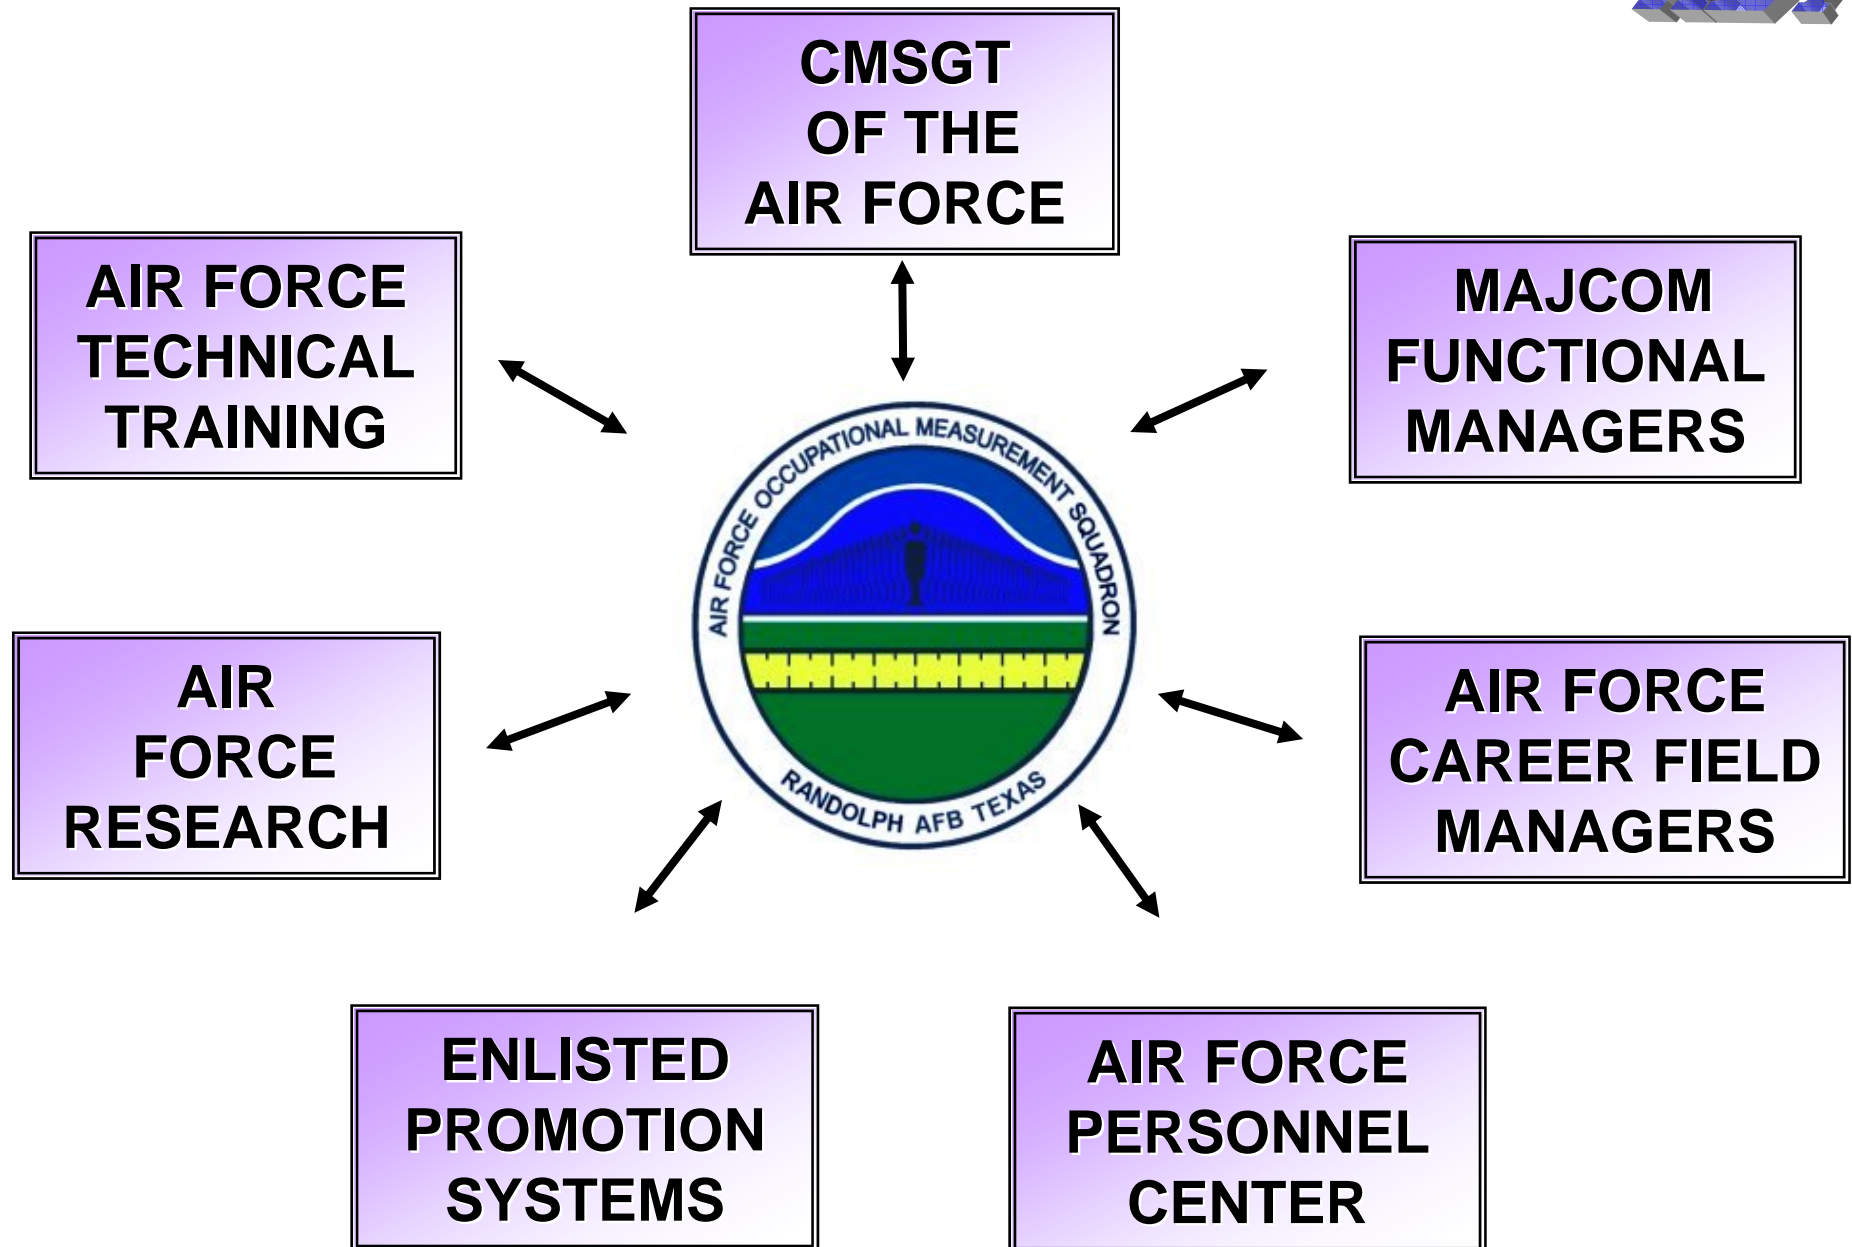 CMSGT
OF THE
AIR FORCE
AIR FORCE
TECHNICAL
TRAINING
MAJCOM
FUNCTIONAL
MANAGERS
AIR FORCE OCCUPATIONAL MEASUREMENT SQUADRON
RANDOLPH AFB TEXAS
AIR
FORCE
RESEARCH
AIR FORCE
CAREER FIELD
MANAGERS
ENLISTED
PROMOTION
SYSTEMS
AIR FORCE
PERSONNEL
CENTER